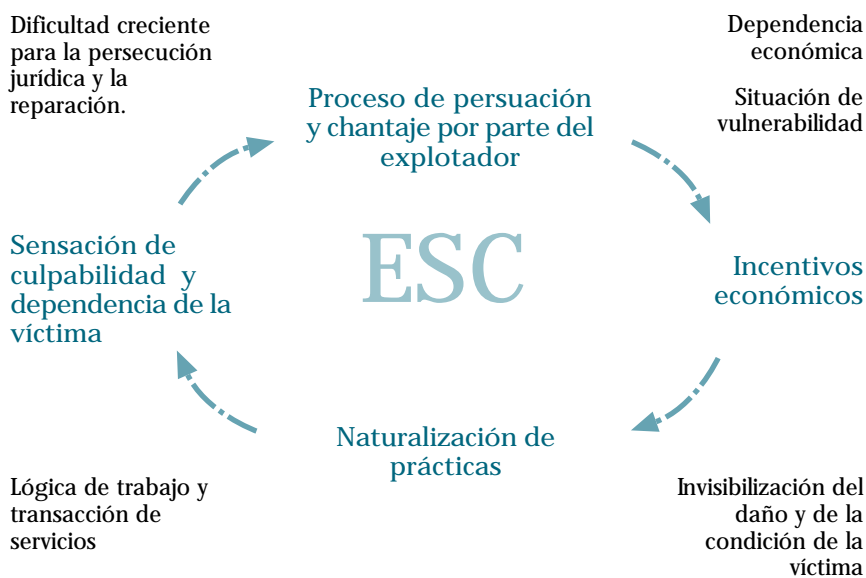 Dificultad creciente
para la persecución
jurídica y la
reparación.
Dependencia
económica
Situación de
vulnerabilidad
Proceso de persuación
y chantaje por parte del
explotador
Sensación de
culpabilidad y
dependencia de la
víctima
ESC
Incentivos
económicos
Naturalización de
prácticas
Lógica de trabajo y
transacción de
servicios
Invisibilización del
daño y de la
condición de la
víctima